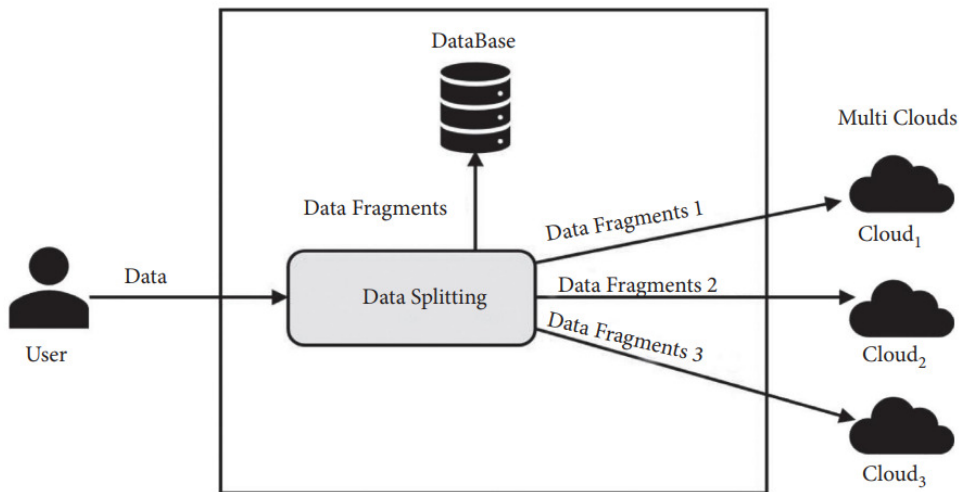 DataBase
Multi Clouds
Data Fragments
Data Fragments 1
Cloud₁
Data
Data Splitting
Data Fragments 2
User
Data Fragments 3
Cloud₂
Cloud₃